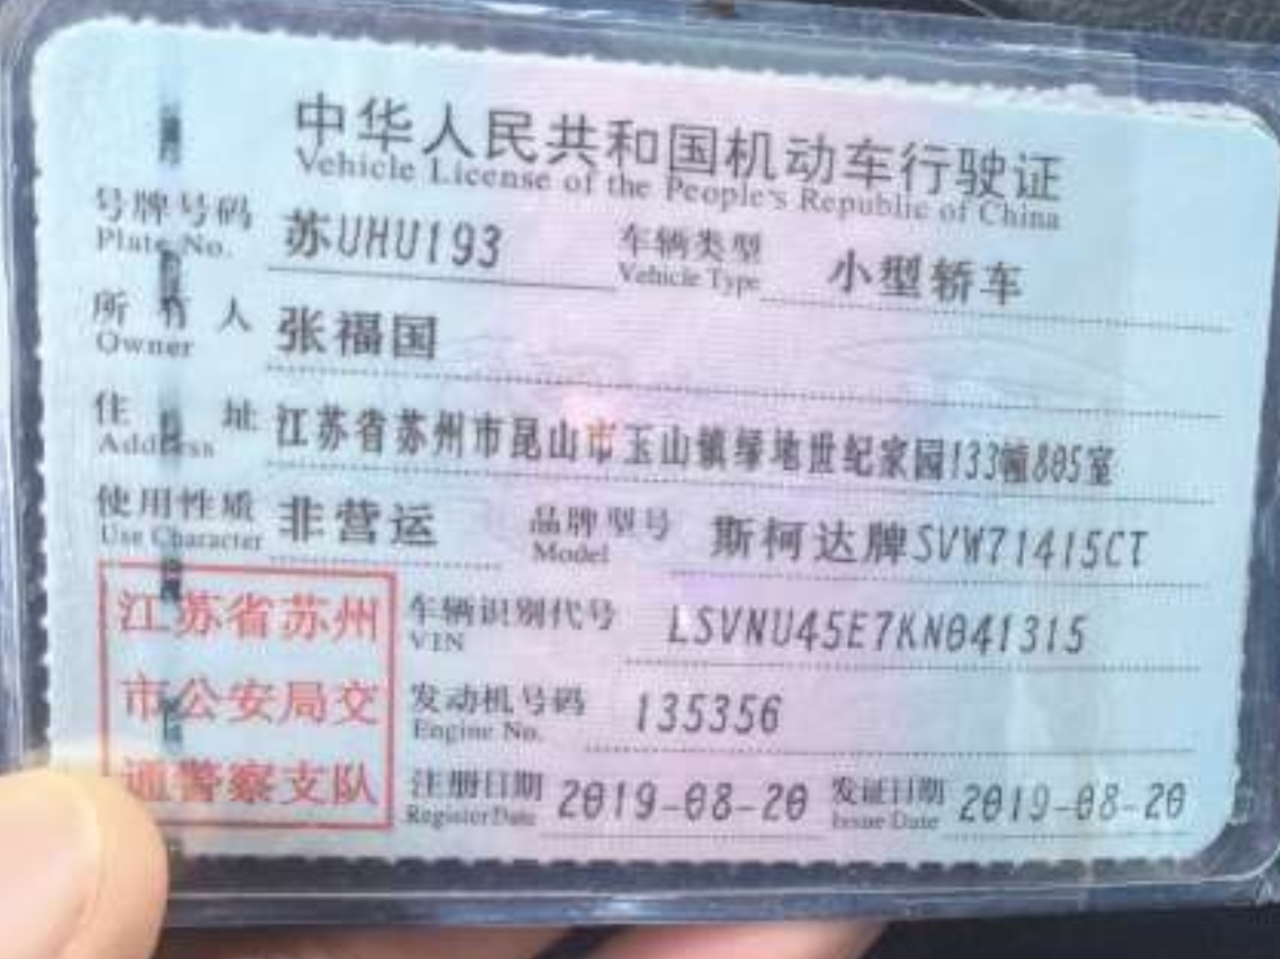 中华人民共和国机动车行驶证
Vehicle License of the People's Republic of China
号牌号码 苏UHU193 车辆类型 小型轿车
Plate No. Vehicle Type
所有人 张福国
Owner
住址 江苏省苏州市昆山市玉山镇绿地世纪家园133幢805室
Address
使用性质 非营运 品牌型号 斯柯达牌SVW71415CT
Use Character Model
江苏省苏州 车辆识别代号 LSVNU45E7KN041315
VIN
市公安局交 发动机号码 135356
Engine No.
通警察支队 注册日期 2019-08-20 发证日期 2019-08-20
Register Date Issue Date